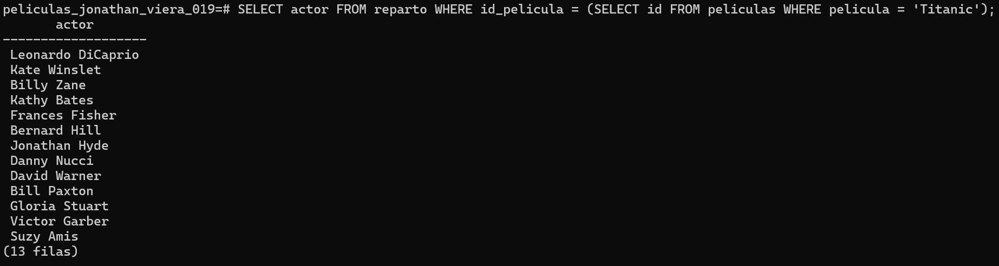 peliculas_jonathan_viera_019=# SELECT actor FROM reparto WHERE id_pelicula = (SELECT id FROM peliculas WHERE pelicula = 'Titanic');
actor
-------------------
Leonardo DiCaprio
Kate Winslet
Billy Zane
Kathy Bates
Frances Fisher
Bernard Hill
Jonathan Hyde
Danny Nucci
David Warner
Bill Paxton
Gloria Stuart
Victor Garber
Suzy Amis
(13 filas)